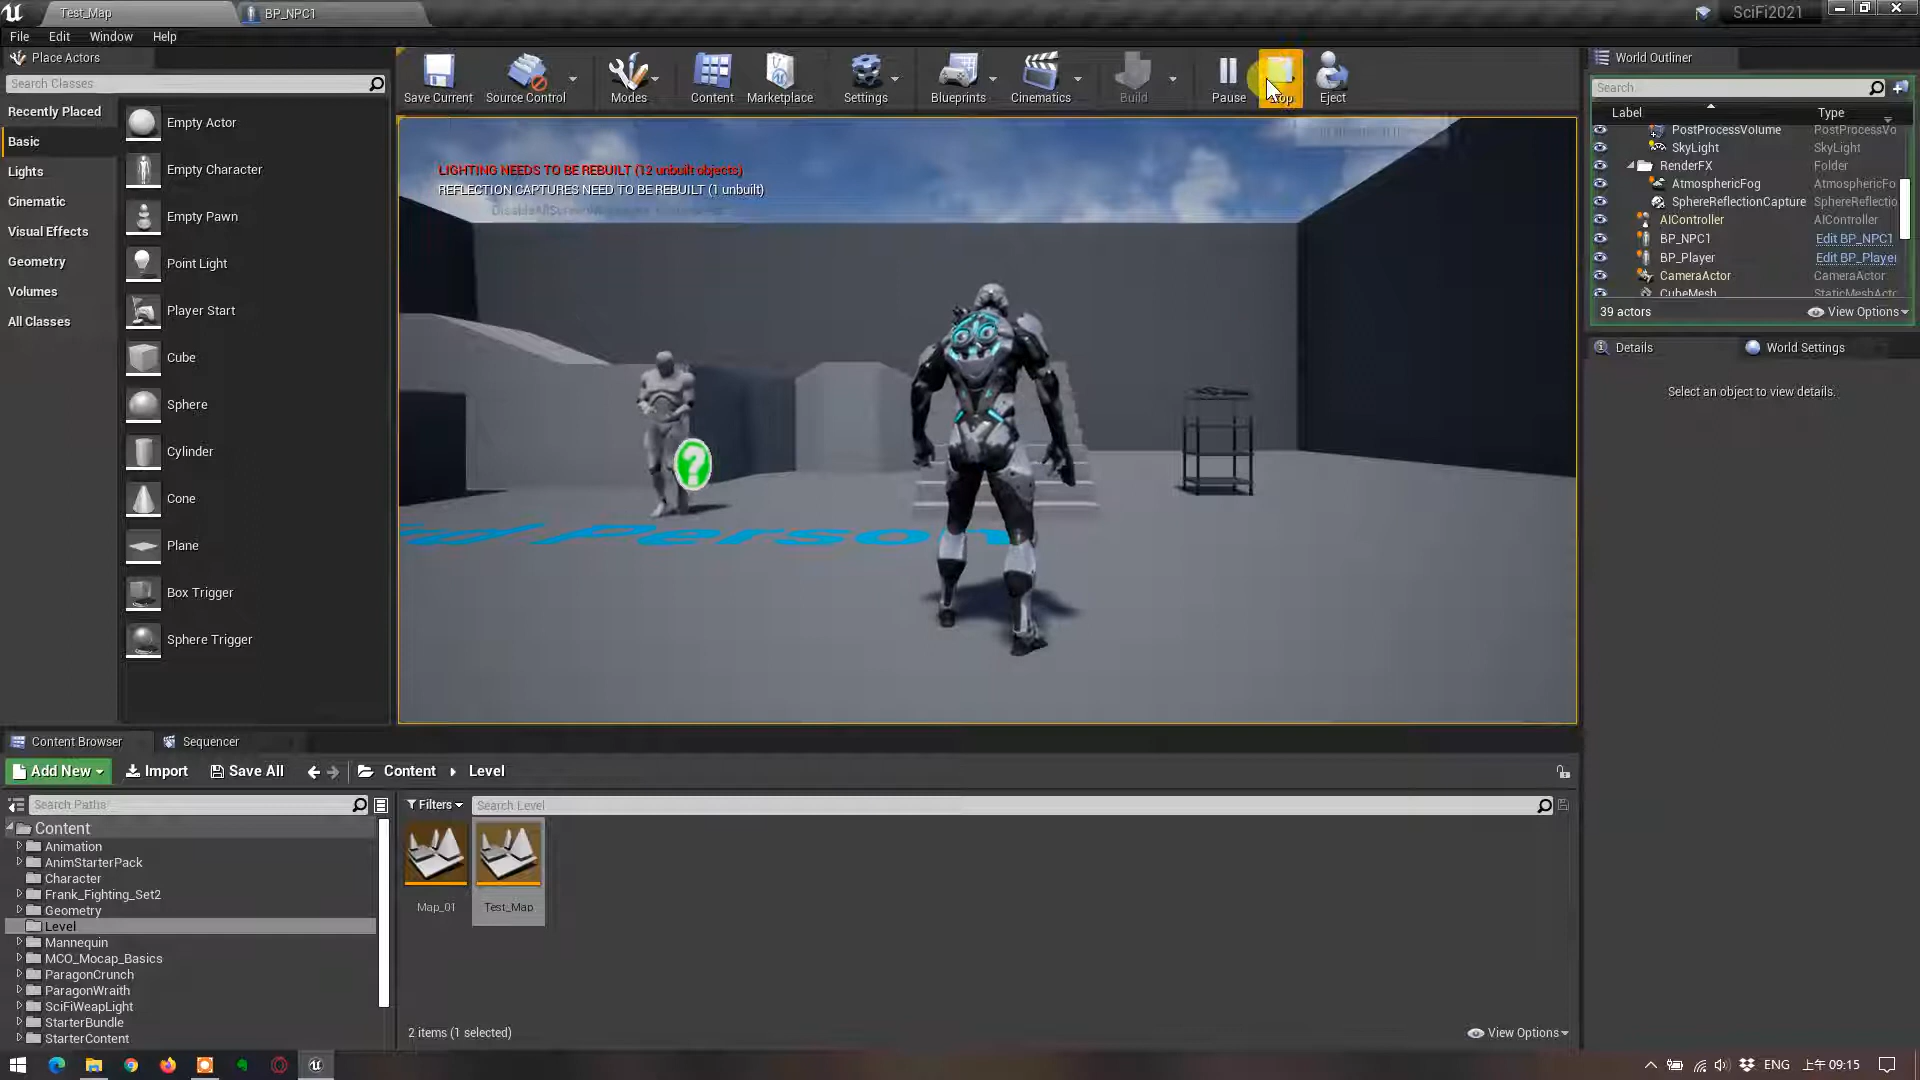 Test_Map
BP_NPC1
SciFi2021
File Edit Window Help
Place Actors
Search Classes
Recently Placed
Basic
Lights
Cinematic
Visual Effects
Geometry
Volumes
All Classes
Empty Actor
Empty Character
Empty Pawn
Point Light
Player Start
Cube
Sphere
Cylinder
Cone
Plane
Box Trigger
Sphere Trigger
Save Current
Source Control
Modes
Content
Marketplace
Settings
Blueprints
Cinematics
Build
Pause
Stop
Eject
LIGHTING NEEDS TO BE REBUILT (12 unbuilt objects)
REFLECTION CAPTURES NEED TO BE REBUILT (1 unbuilt)
Person
World Outliner
Search...
Label Type
PostProcessVolume PostProcessVo
SkyLight SkyLight
RenderFX Folder
AtmosphericFog AtmosphericFo
SphereReflectionCapture SphereReflectio
AIController AIController
BP_NPC1 Edit BP_NPC1
BP_Player Edit BP_Player
CameraActor CameraActor
CubeMesh StaticMeshActo
39 actors
View Options
Details
World Settings
Select an object to view details.
Content Browser
Sequencer
Add New
Import
Save All
Content
Level
Search Paths
Filters
Search Level
Content
Animation
AnimStarterPack
Character
Frank_Fighting_Set2
Geometry
Level
Mannequin
MCO_Mocap_Basics
ParagonCrunch
ParagonWraith
SciFiWeapLight
StarterBundle
StarterContent
Map_01
Test_Map
2 items (1 selected)
View Options
ENG
上午 09:15